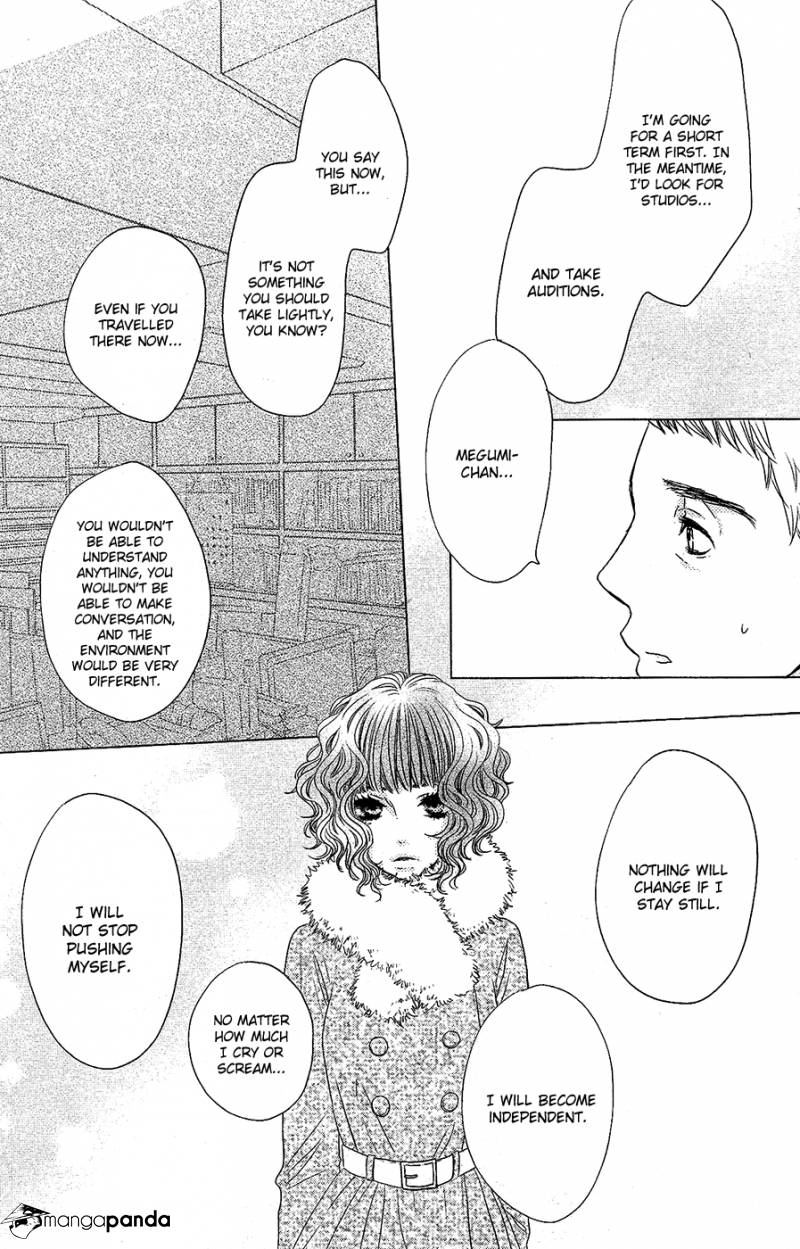 I'M GOING
FOR A SHORT
TERM FIRST. IN
THE MEANTIME,
I'D LOOK FOR
STUDIOS...
AND TAKE
AUDITIONS.
MEGUMI-
CHAN...
YOU SAY
THIS NOW,
BUT...
IT'S NOT
SOMETHING
YOU SHOULD
TAKE LIGHTLY,
YOU KNOW?
EVEN IF YOU
TRAVELLED
THERE NOW...
YOU WOULDN'T
BE ABLE TO
UNDERSTAND
ANYTHING, YOU
WOULDN'T BE
ABLE TO MAKE
CONVERSATION,
AND THE
ENVIRONMENT
WOULD BE VERY
DIFFERENT.
NOTHING WILL
CHANGE IF I
STAY STILL.
I WILL BECOME
INDEPENDENT.
NO MATTER
HOW MUCH
I CRY OR
SCREAM...
I WILL
NOT STOP
PUSHING
MYSELF.
mangapanda